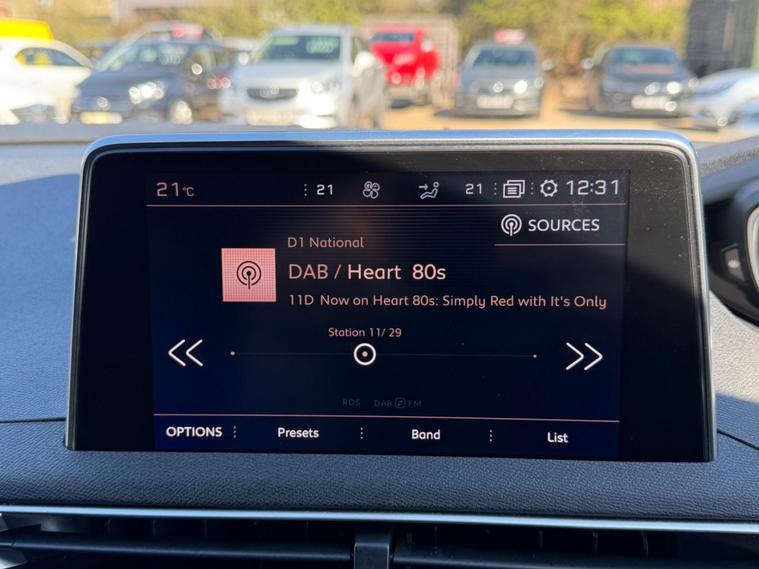 21°C 21 21 12:31
SOURCES
D1 National
DAB / Heart 80s
11D Now on Heart 80s: Simply Red with It's Only
Station 11/ 29
RDS DAB FM
OPTIONS Presets Band List